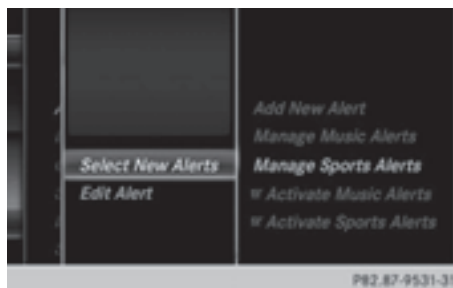 Add New Alert
Manage Music Alerts
Select New Alerts
Manage Sports Alerts
Edit Alert
Activate Music Alerts
Activate Sports Alerts
P82.87-9531-31